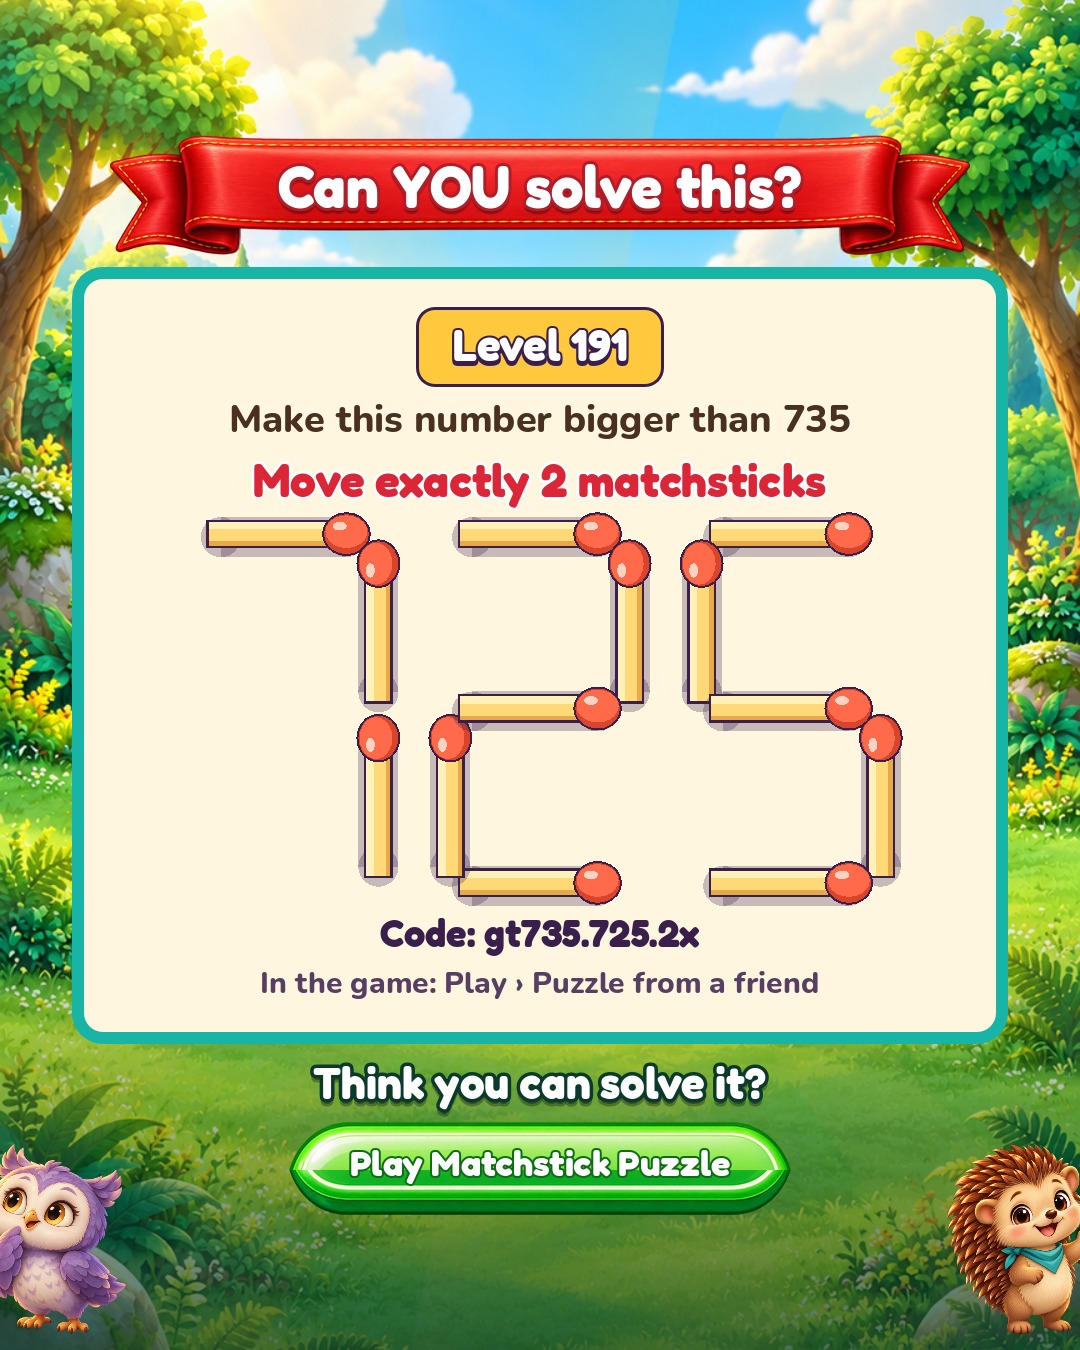 Can YOU solve this?
Level 191
Make this number bigger than 735
Move exactly 2 matchsticks
725
Code: gt735.725.2x
In the game: Play › Puzzle from a friend
Think you can solve it?
Play Matchstick Puzzle